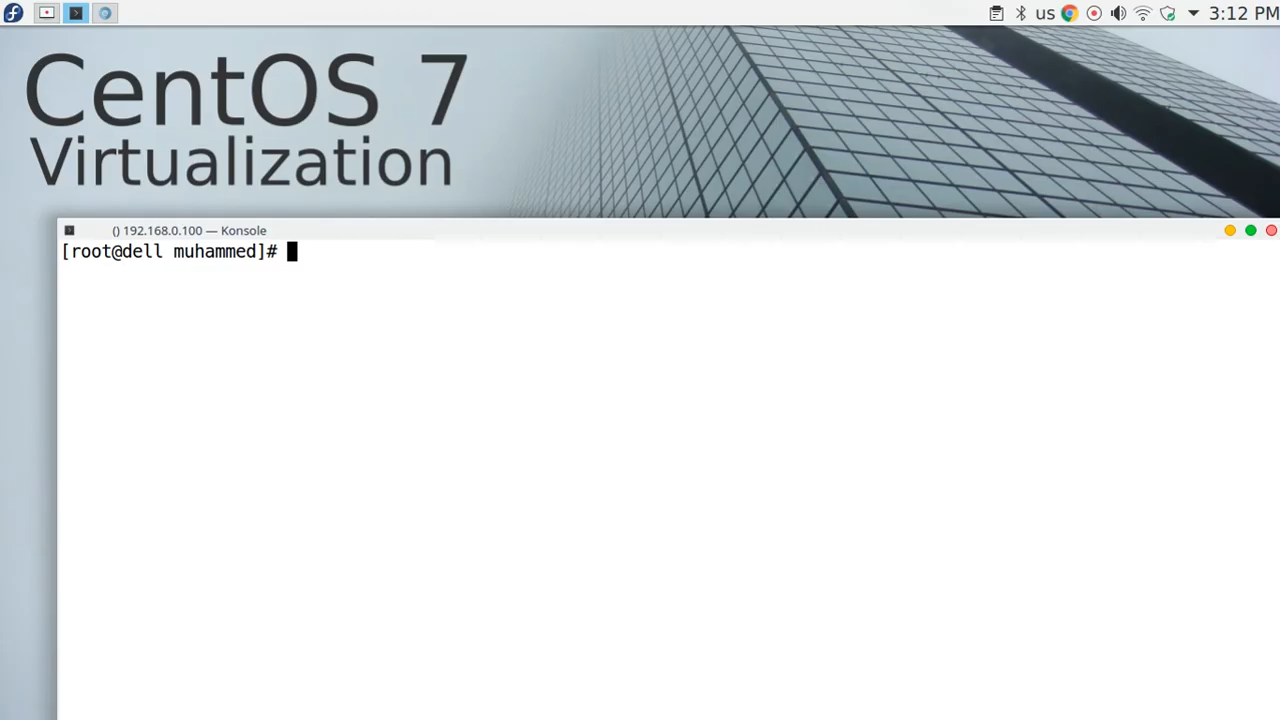 us
3:12 PM
CentOS 7
Virtualization
() 192.168.0.100 — Konsole
[root@dell muhammed]#